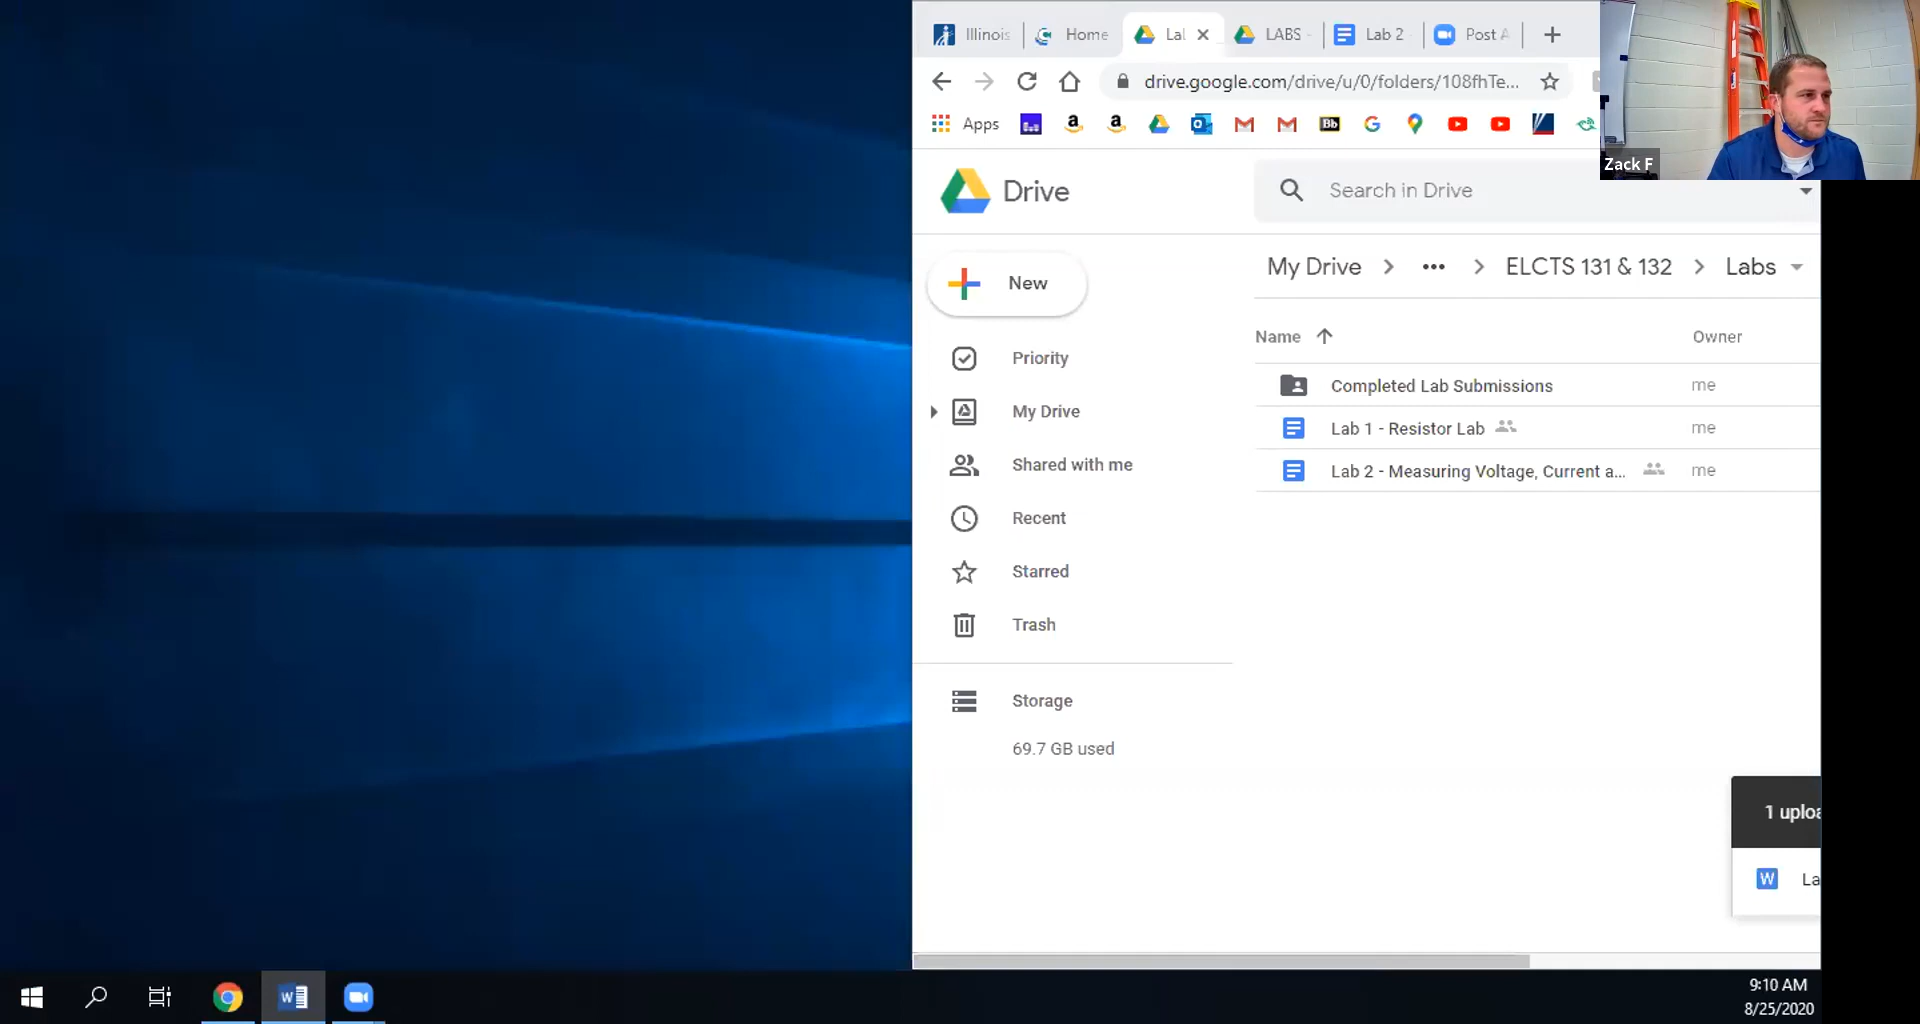 Illinois
Home
Lal
LABS -
Lab 2
Post A
drive.google.com/drive/u/0/folders/108fhTe...
Apps
Bb
Zack F
Drive
Search in Drive
New
My Drive
ELCTS 131 & 132
Labs
Name
Owner
Priority
Completed Lab Submissions
me
My Drive
Lab 1 - Resistor Lab
me
Shared with me
Lab 2 - Measuring Voltage, Current a...
me
Recent
Starred
Trash
Storage
69.7 GB used
1 uploa
W
La
W
9:10 AM
8/25/2020